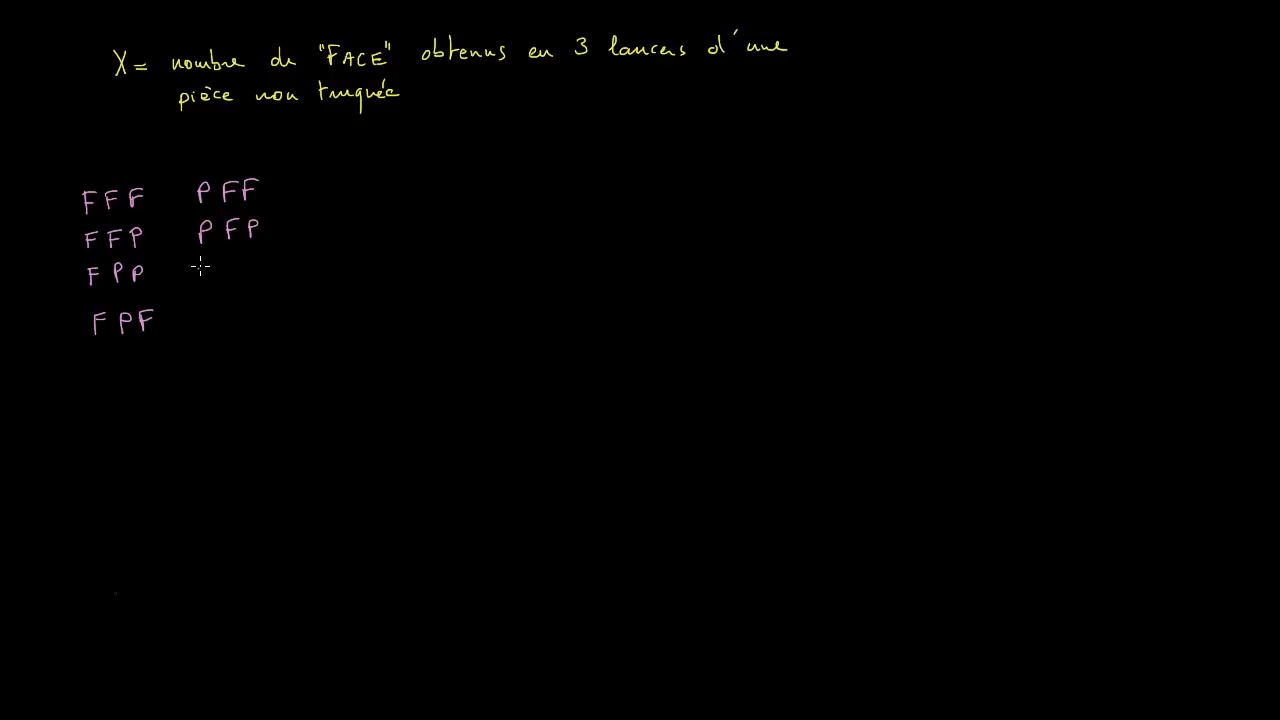 X = nombre de "FACE" obtenus en 3 lancers d'une
pièce non truquée
FFF PFF
FFP PFP
FPP
FPF